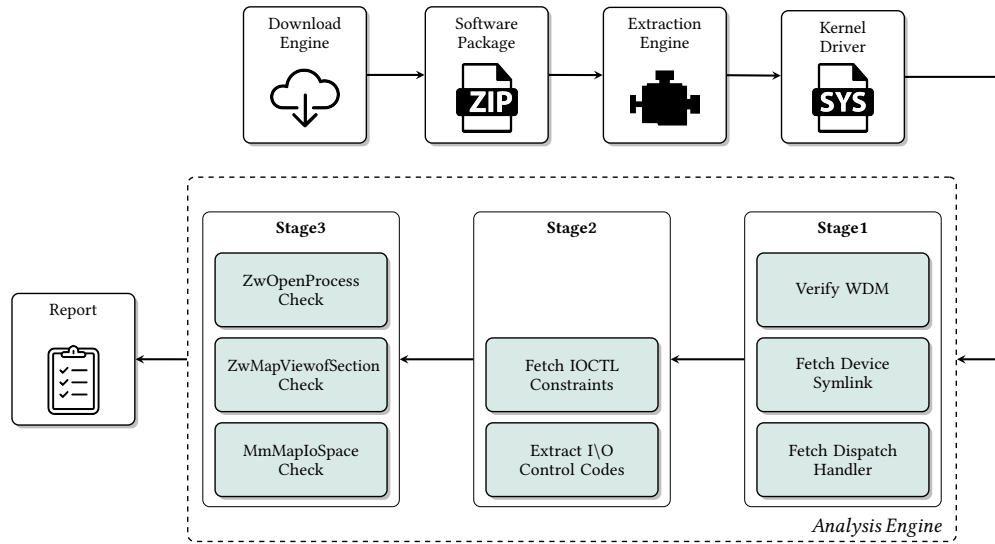 Download
Engine
Software
Package
ZIP
Extraction
Engine
Kernel
Driver
SYS
Stage3
ZwOpenProcess
Check
ZwMapViewofSection
Check
MmMapIoSpace
Check
Stage2
Fetch IOCTL
Constraints
Extract I\O
Control Codes
Stage1
Verify WDM
Fetch Device
Symlink
Fetch Dispatch
Handler
Report
Analysis Engine